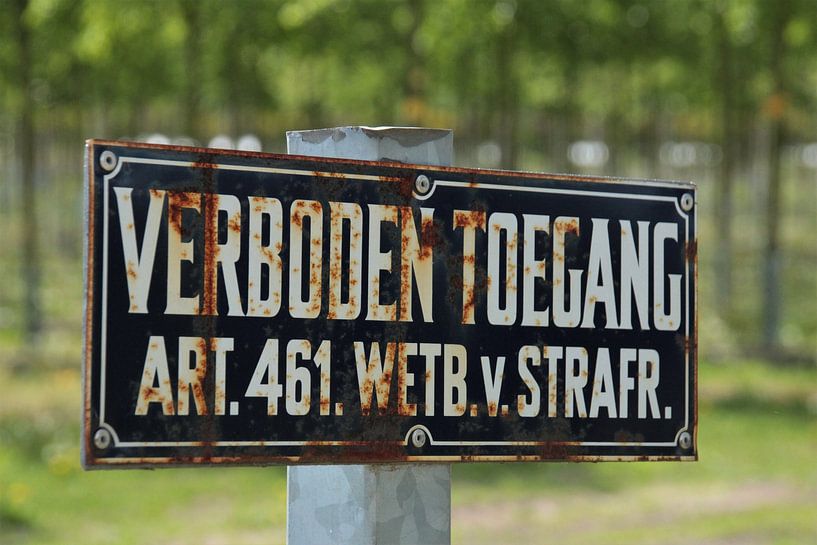 VERBODEN TOEGANG
ART. 461. WETB. V. STRAFR.